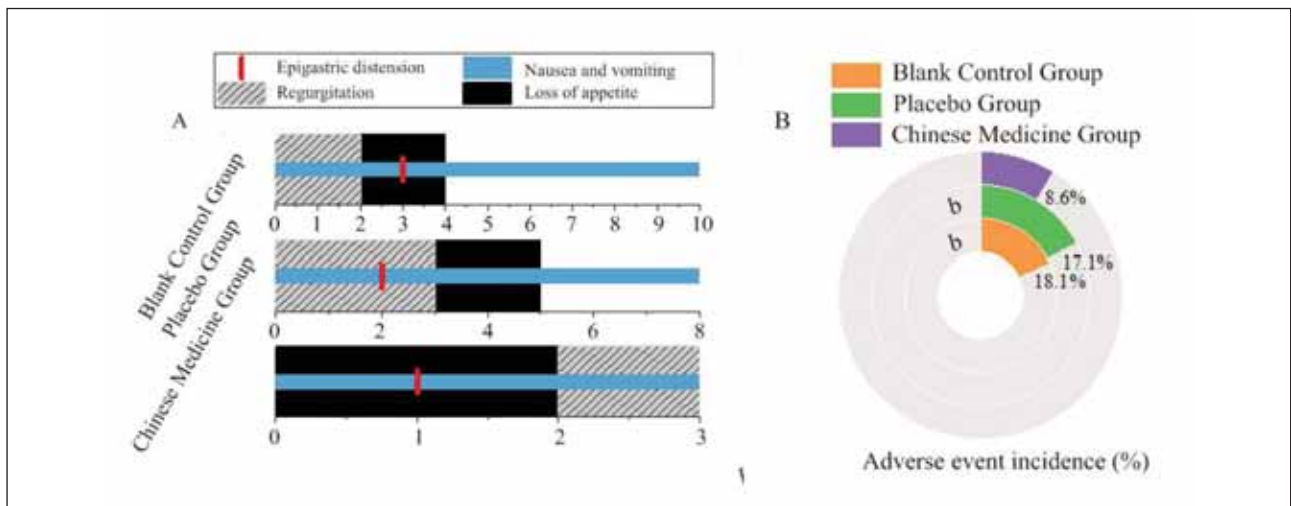 Epigastric distension Nausea and vomiting
Regurgitation Loss of appetite
A
Blank Control Group
0 1 2 3 4 5 6 7 8 9 10
Placebo Group
0 2 4 6 8
Chinese Medicine Group
0 1 2 3
B
Blank Control Group
Placebo Group
Chinese Medicine Group
8.6%
b
17.1%
b
18.1%
Adverse event incidence (%)